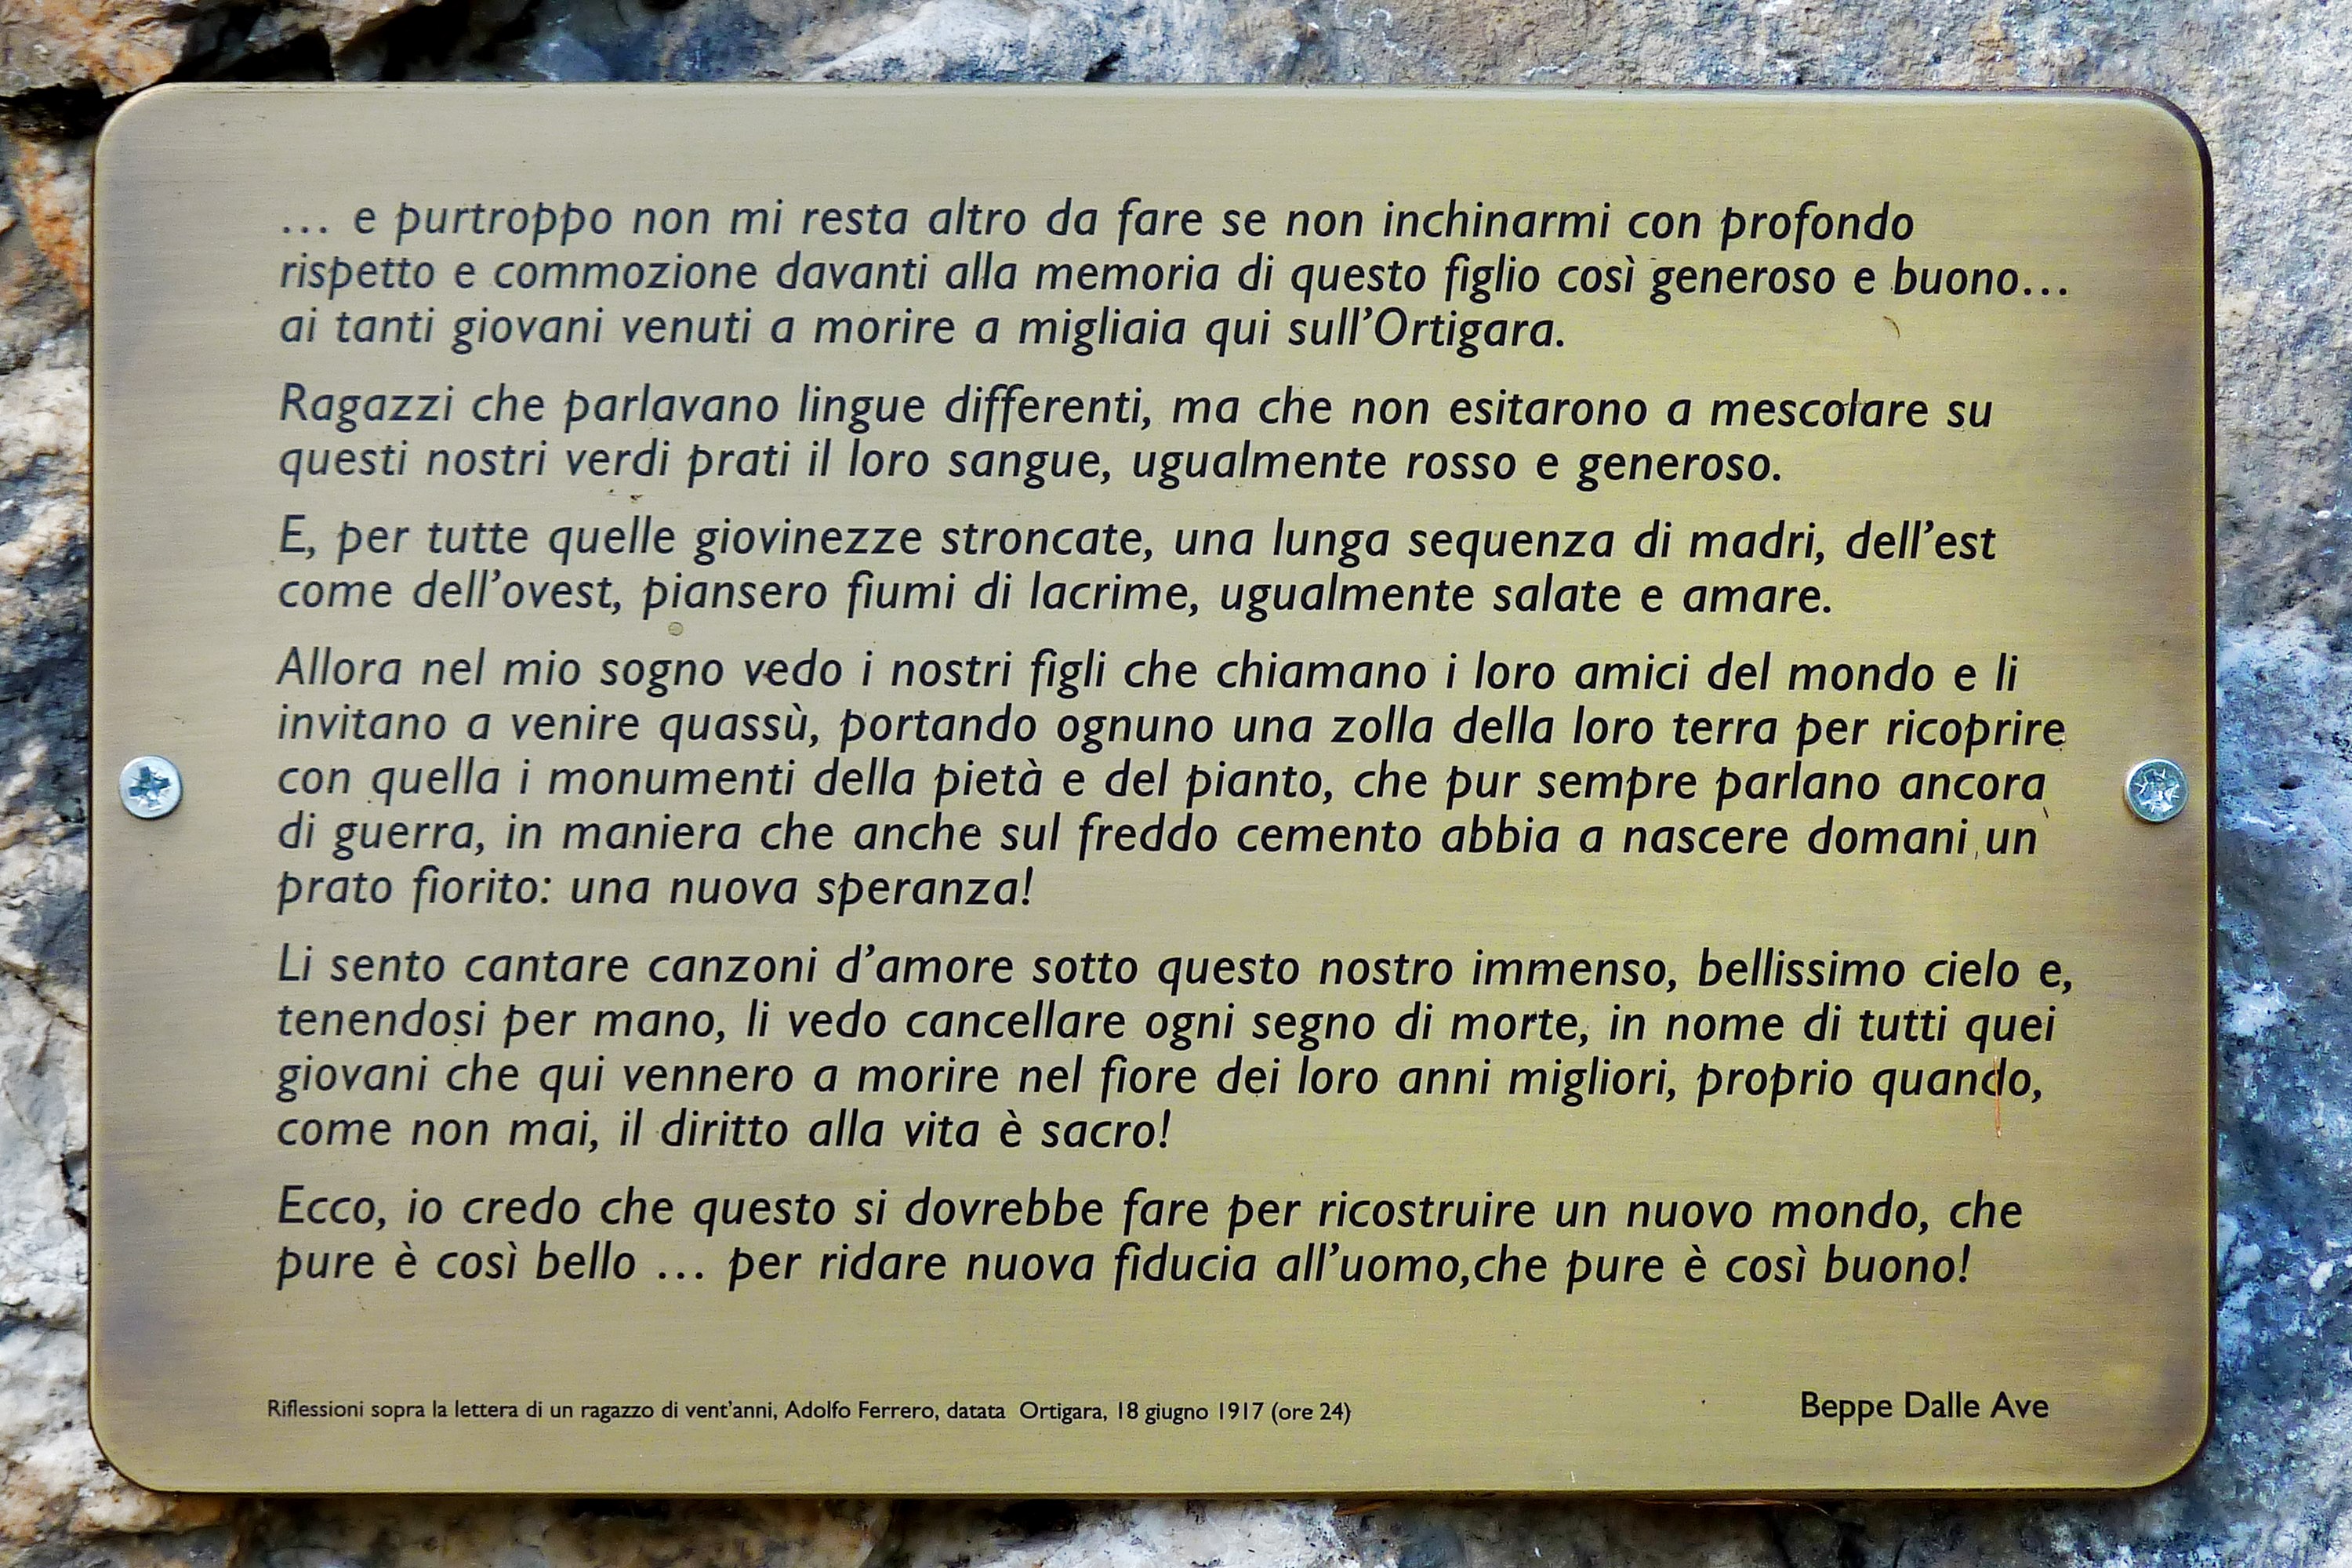 … e purtroppo non mi resta altro da fare se non inchinarmi con profondo
rispetto e commozione davanti alla memoria di questo figlio così generoso e buono…
ai tanti giovani venuti a morire a migliaia qui sull’Ortigara.
Ragazzi che parlavano lingue differenti, ma che non esitarono a mescolare su
questi nostri verdi prati il loro sangue, ugualmente rosso e generoso.
E, per tutte quelle giovinezze stroncate, una lunga sequenza di madri, dell’est
come dell’ovest, piansero fiumi di lacrime, ugualmente salate e amare.
Allora nel mio sogno vedo i nostri figli che chiamano i loro amici del mondo e li
invitano a venire quassù, portando ognuno una zolla della loro terra per ricoprire
con quella i monumenti della pietà e del pianto, che pur sempre parlano ancora
di guerra, in maniera che anche sul freddo cemento abbia a nascere domani un
prato fiorito: una nuova speranza!
Li sento cantare canzoni d’amore sotto questo nostro immenso, bellissimo cielo e,
tenendosi per mano, li vedo cancellare ogni segno di morte, in nome di tutti quei
giovani che qui vennero a morire nel fiore dei loro anni migliori, proprio quando,
come non mai, il diritto alla vita è sacro!
Ecco, io credo che questo si dovrebbe fare per ricostruire un nuovo mondo, che
pure è così bello … per ridare nuova fiducia all’uomo,che pure è così buono!
Riflessioni sopra la lettera di un ragazzo di vent’anni, Adolfo Ferrero, datata Ortigara, 18 giugno 1917 (ore 24)
Beppe Dalle Ave